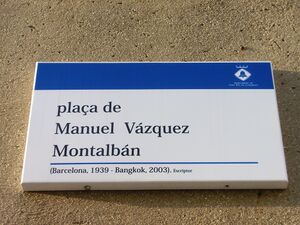 plaça de
Manuel Vázquez
Montalbán
(Barcelona, 1939 - Bangkok, 2003). Escriptor